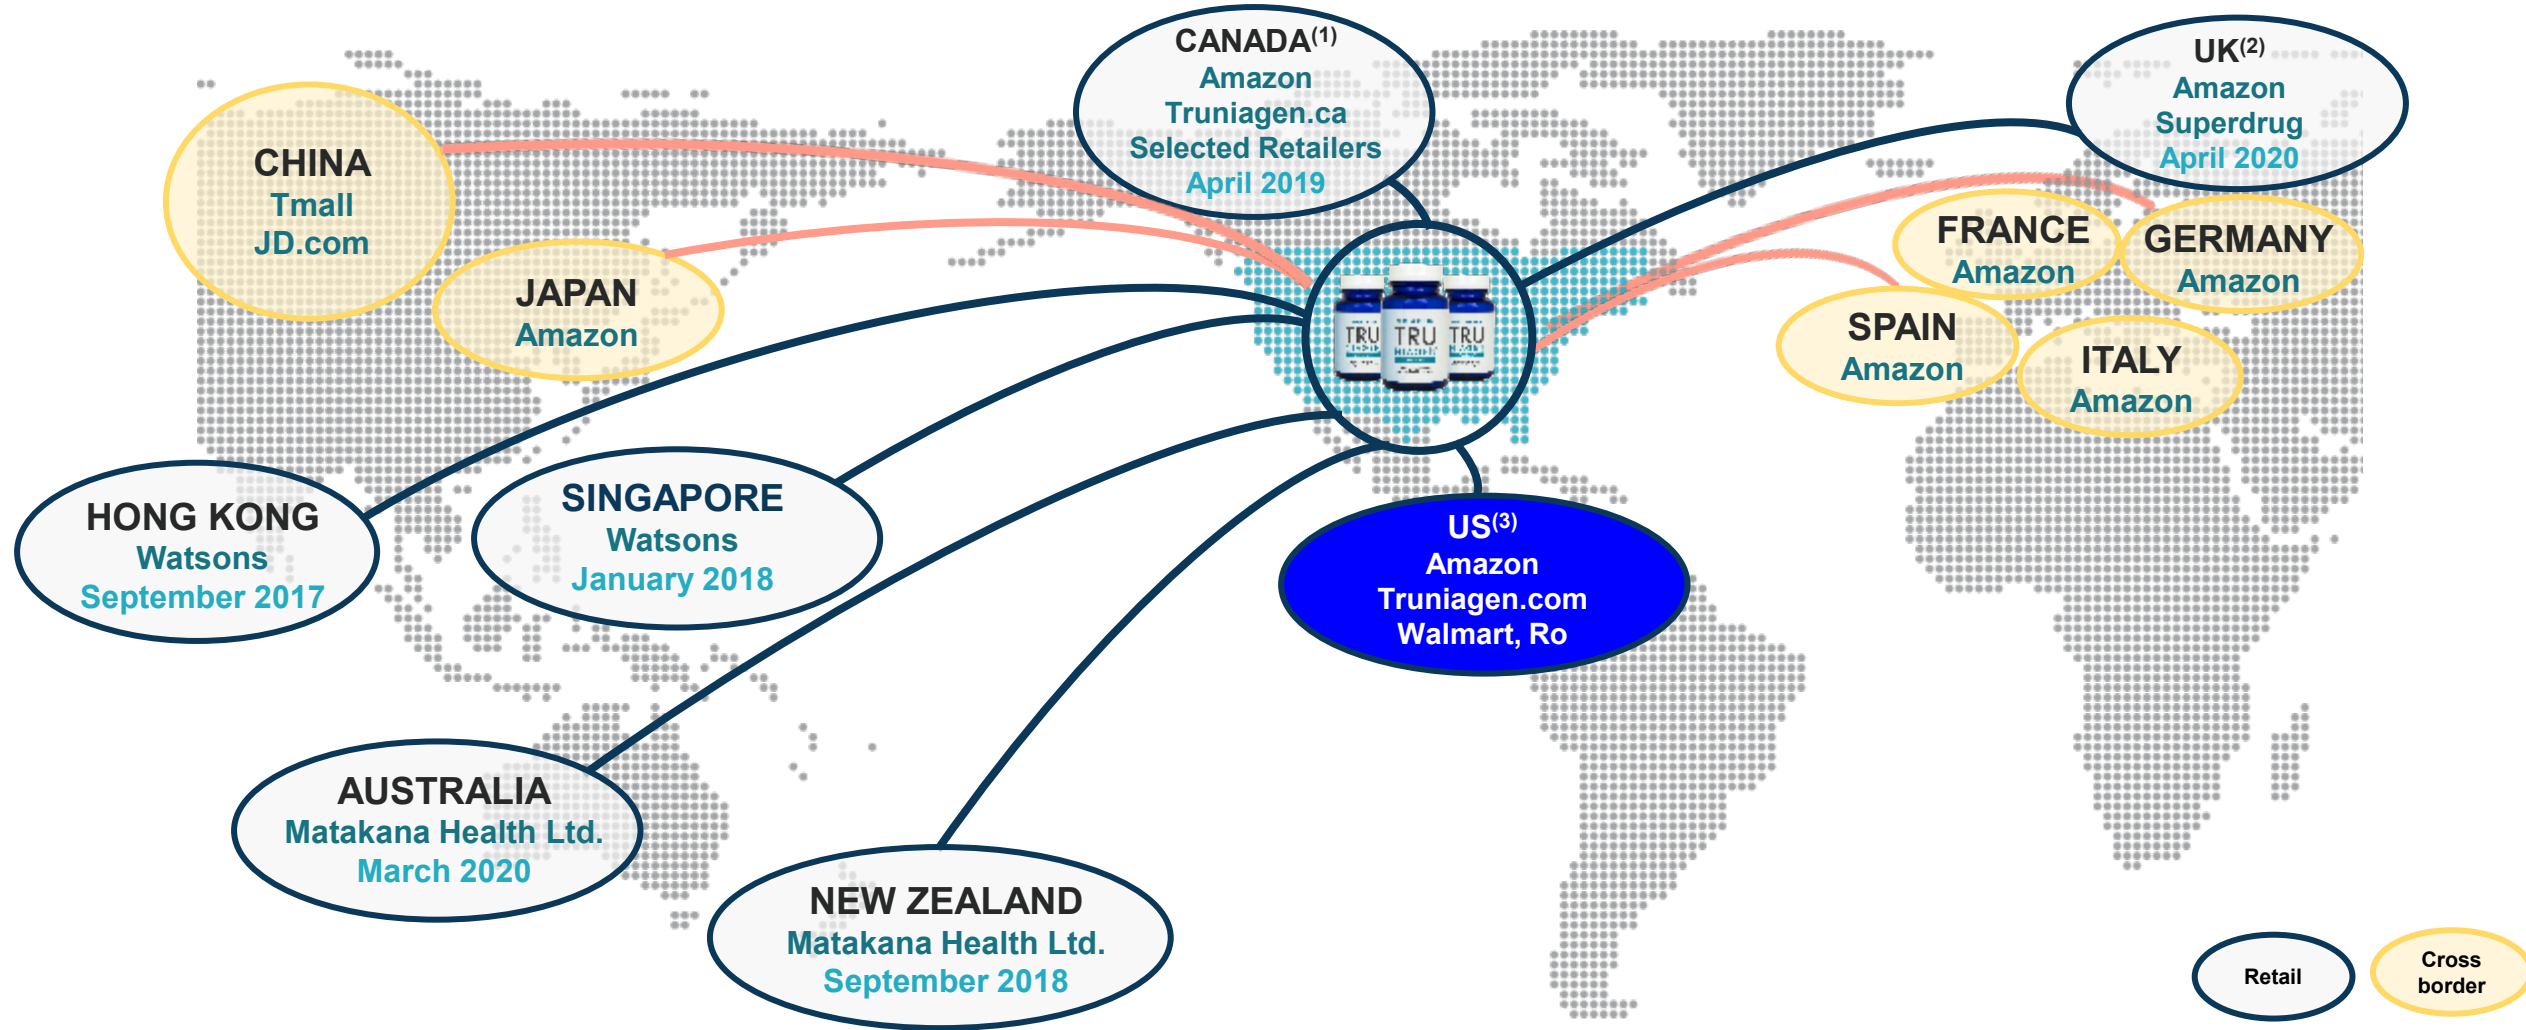 CANADA(1)
Amazon
Truniagen.ca
Selected Retailers
April 2019
UK(2)
Amazon
Superdrug
April 2020
CHINA
Tmall
JD.com
JAPAN
Amazon
FRANCE
Amazon
GERMANY
Amazon
SPAIN
Amazon
ITALY
Amazon
TRU
TRU
TRU
HONG KONG
Watsons
September 2017
SINGAPORE
Watsons
January 2018
US(3)
Amazon
Truniagen.com
Walmart, Ro
AUSTRALIA
Matakana Health Ltd.
March 2020
NEW ZEALAND
Matakana Health Ltd.
September 2018
Retail
Cross
border